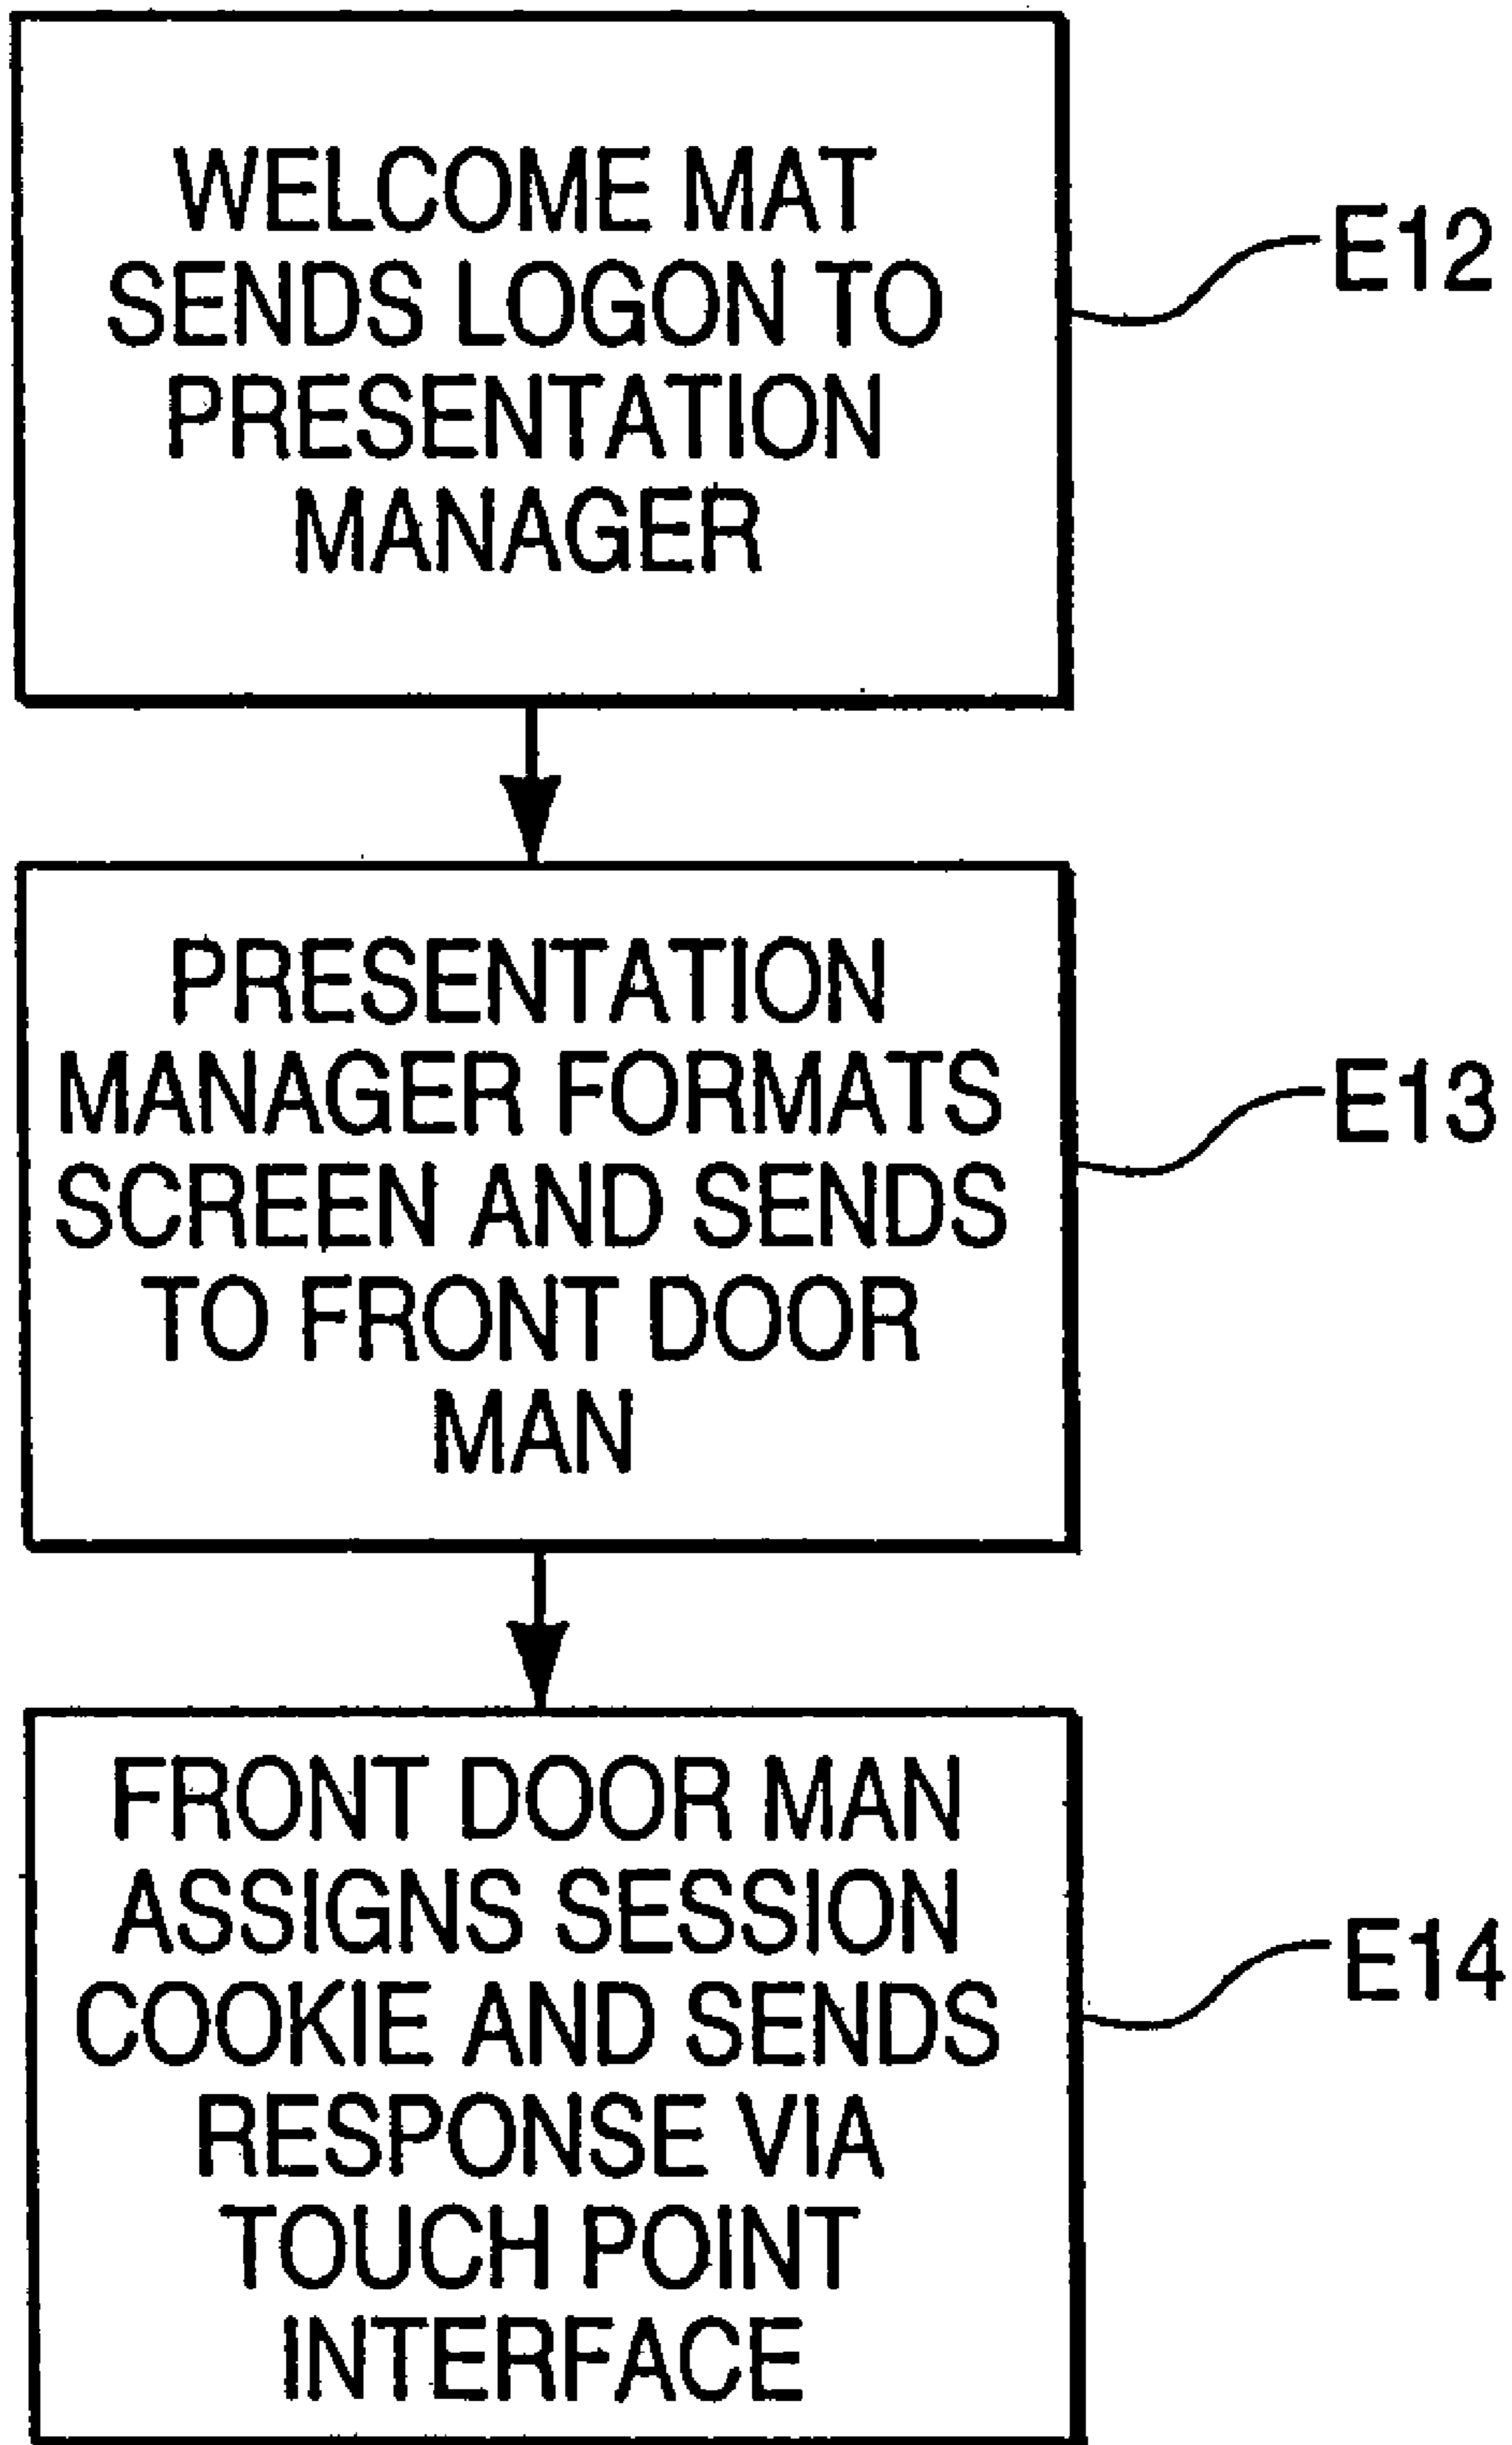 WELCOME MAT
SENDS LOGON TO
PRESENTATION
MANAGER
E12
PRESENTATION
MANAGER FORMATS
SCREEN AND SENDS
TO FRONT DOOR
MAN
E13
FRONT DOOR MAN
ASSIGNS SESSION
COOKIE AND SENDS
RESPONSE VIA
TOUCH POINT
INTERFACE
E14